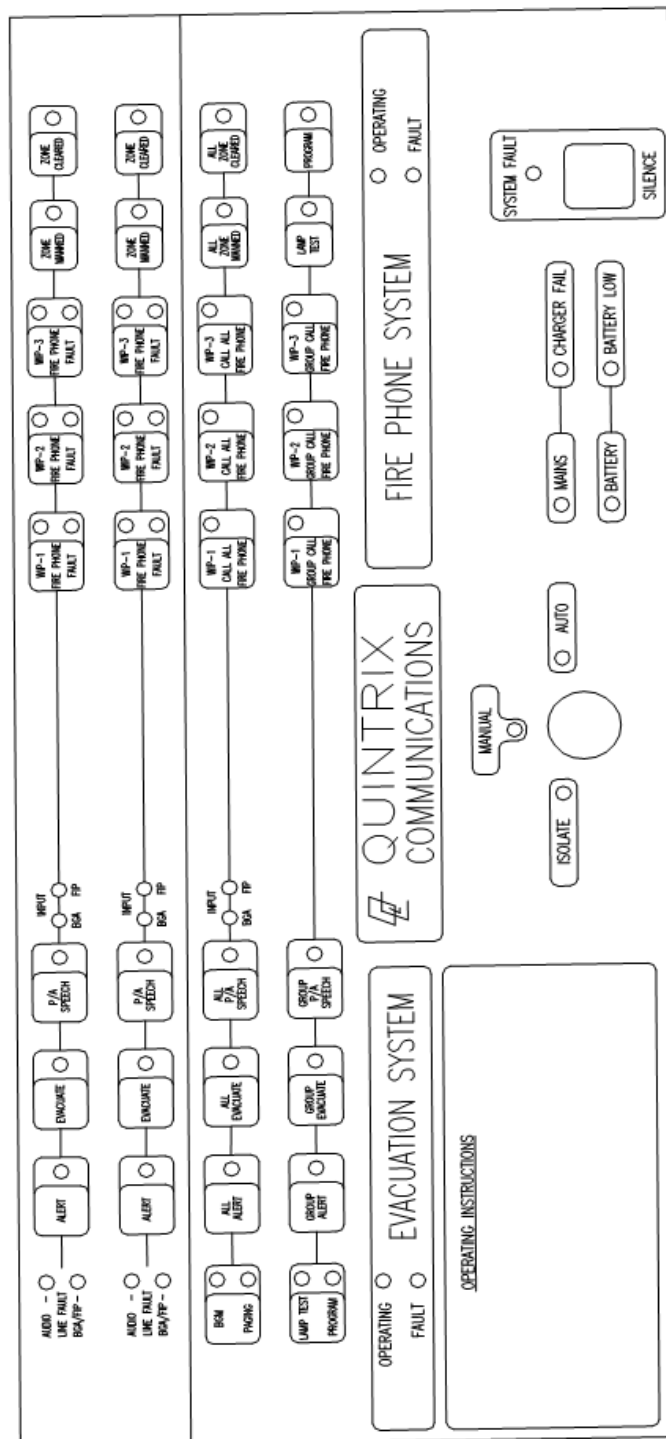 AUDIO -
LINE FAULT
BGA/FIP -
ALERT
EVACUATE
P/A
SPEECH
INPUT
BGA FIP
WIP-1
FIRE PHONE
FAULT
WIP-2
FIRE PHONE
FAULT
WIP-3
FIRE PHONE
FAULT
ZONE
MANNED
ZONE
CLEARED
AUDIO -
LINE FAULT
BGA/FIP -
ALERT
EVACUATE
P/A
SPEECH
INPUT
BGA FIP
WIP-1
FIRE PHONE
FAULT
WIP-2
FIRE PHONE
FAULT
WIP-3
FIRE PHONE
FAULT
ZONE
MANNED
ZONE
CLEARED
BGM
PAGING
ALL
ALERT
ALL
EVACUATE
ALL
P/A
SPEECH
INPUT
BGA FIP
WIP-1
CALL ALL
FIRE PHONE
WIP-2
CALL ALL
FIRE PHONE
WIP-3
CALL ALL
FIRE PHONE
ALL
ZONE
MANNED
ALL
ZONE
CLEARED
LAMP TEST
PROGRAM
GROUP
ALERT
GROUP
EVACUATE
GROUP
P/A
SPEECH
WIP-1
GROUP CALL
FIRE PHONE
WIP-2
GROUP CALL
FIRE PHONE
WIP-3
GROUP CALL
FIRE PHONE
LAMP
TEST
PROGRAM
OPERATING
FAULT
EVACUATION SYSTEM
QUINTRIX
COMMUNICATIONS
FIRE PHONE SYSTEM
OPERATING
FAULT
OPERATING INSTRUCTIONS
MANUAL
ISOLATE
AUTO
MAINS
CHARGER FAIL
BATTERY
BATTERY LOW
SYSTEM FAULT
SILENCE